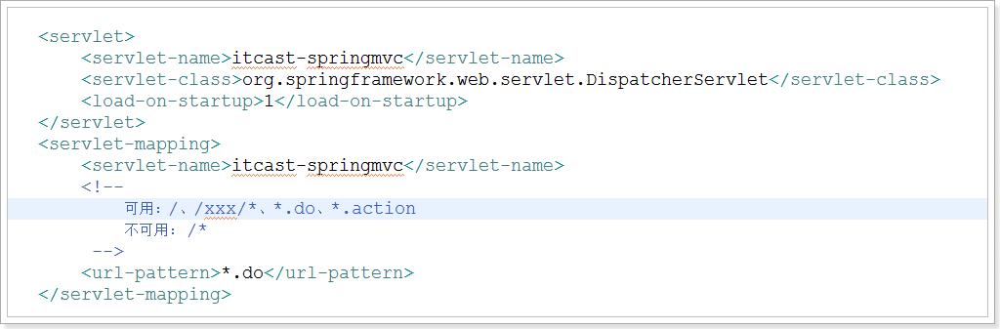 <servlet>
    <servlet-name>itcast-springmvc</servlet-name>
    <servlet-class>org.springframework.web.servlet.DispatcherServlet</servlet-class>
    <load-on-startup>1</load-on-startup>
</servlet>
<servlet-mapping>
    <servlet-name>itcast-springmvc</servlet-name>
    <!--
        可用：/、/xxx/*、*.do、*.action
        不可用：/*
     -->
    <url-pattern>*.do</url-pattern>
</servlet-mapping>